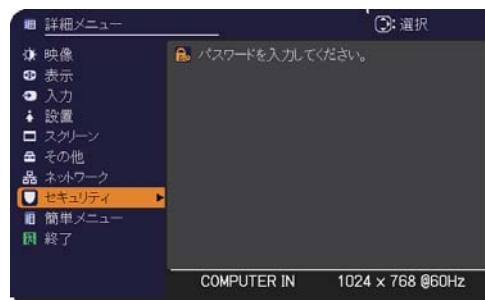 詳細メニュー
:選択
映像
表示
入力
設置
スクリーン
その他
ネットワーク
セキュリティ
簡単メニュー
終了
パスワードを入力してください。
COMPUTER IN 1024 × 768 @60Hz